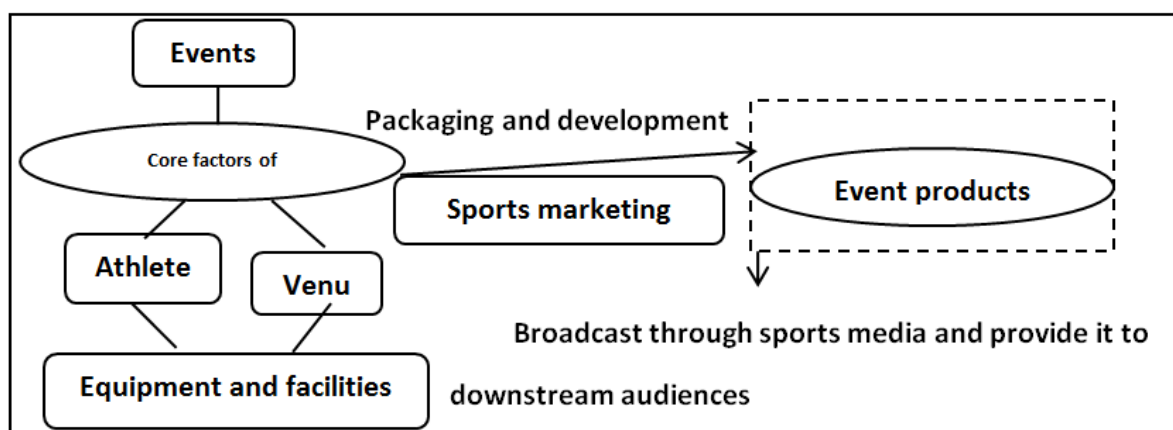 Events
Packaging and development
Core factors of
Sports marketing
Event products
Athlete
Venu
Broadcast through sports media and provide it to
downstream audiences
Equipment and facilities